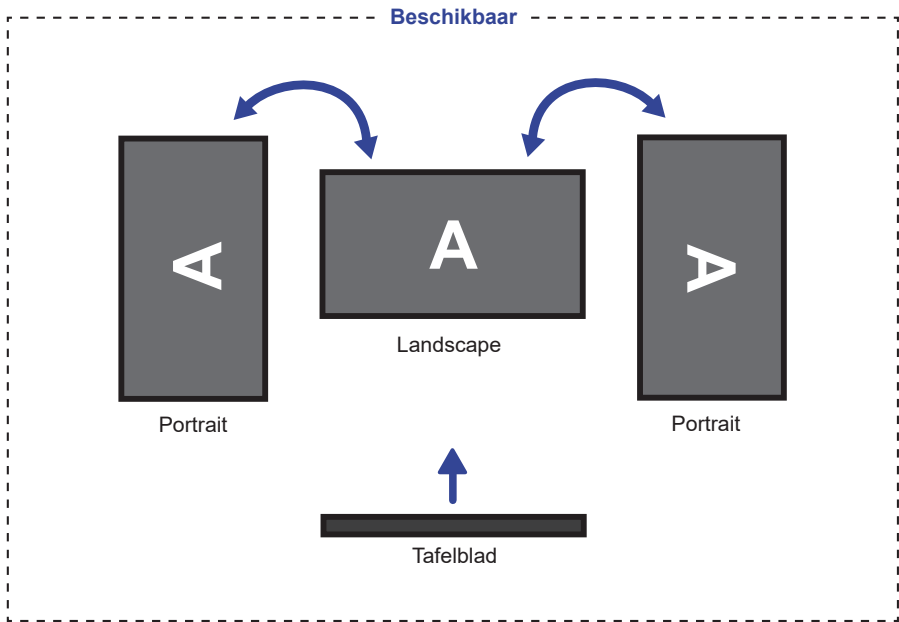 Beschikbaar
A
A
A
Landscape
Portrait
Portrait
Tafelblad